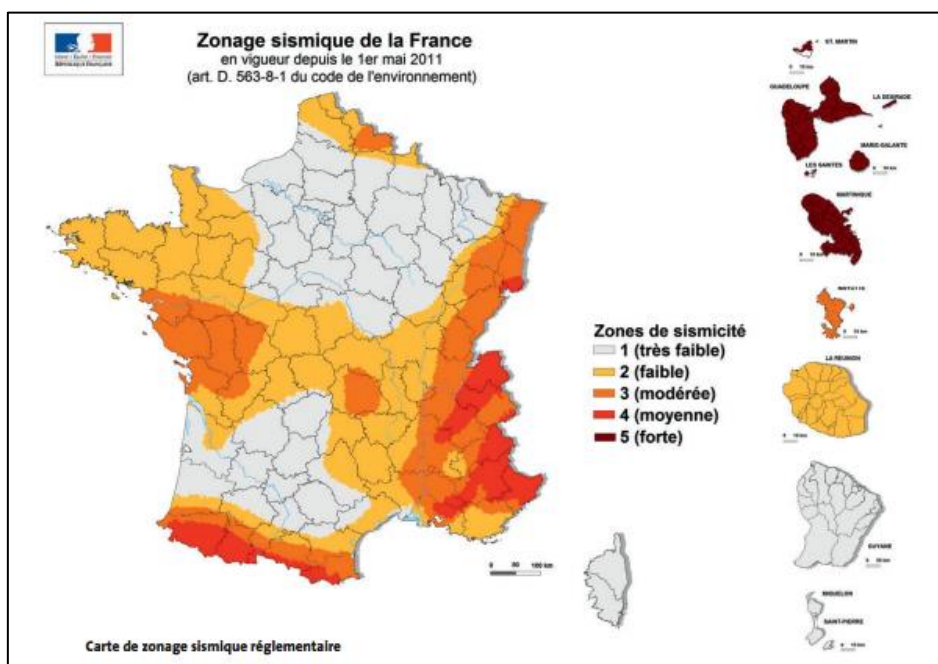 Zonage sismique de la France
en vigueur depuis le 1er mai 2011
(art. D. 563-8-1 du code de l'environnement)
RÉPUBLIQUE FRANÇAISE
ST. MARTIN
GUADELOUPE
LA DESIRADE
MARIE-GALANTE
LES SAINTES
MARTINIQUE
MAYOTTE
LA REUNION
Zones de sismicité
1 (très faible)
2 (faible)
3 (modérée)
4 (moyenne)
5 (forte)
GUYANE
0 50 100 km
MIQUELON
SAINT-PIERRE
Carte de zonage sismique réglementaire